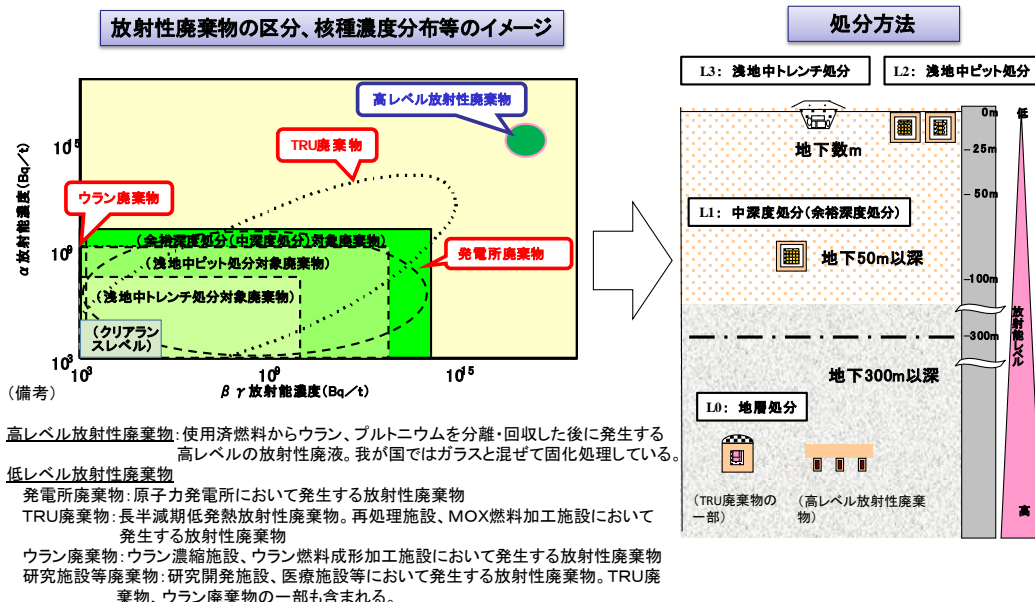 放射性廃棄物の区分、核種濃度分布等のイメージ
処分方法
高レベル放射性廃棄物
TRU廃棄物
ウラン廃棄物
発電所廃棄物
α放射能濃度(Bq/t)
10¹⁵
10⁹
10³
(余裕深度処分(中深度処分)対象廃棄物)
(浅地中ピット処分対象廃棄物)
(浅地中トレンチ処分対象廃棄物)
(クリアラン
スレベル)
10³
10⁹
10¹⁵
βγ放射能濃度(Bq/t)
(備考)
高レベル放射性廃棄物:使用済燃料からウラン、プルトニウムを分離・回収した後に発生する
高レベルの放射性廃液。我が国ではガラスと混ぜて固化処理している。
低レベル放射性廃棄物
発電所廃棄物:原子力発電所において発生する放射性廃棄物
TRU廃棄物:長半減期低発熱放射性廃棄物。再処理施設、MOX燃料加工施設において
発生する放射性廃棄物
ウラン廃棄物:ウラン濃縮施設、ウラン燃料成形加工施設において発生する放射性廃棄物
研究施設等廃棄物:研究開発施設、医療施設等において発生する放射性廃棄物。TRU廃
棄物、ウラン廃棄物の一部も含まれる。
L3: 浅地中トレンチ処分
L2: 浅地中ピット処分
地下数m
L1: 中深度処分(余裕深度処分)
地下50m以深
地下300m以深
L0: 地層処分
(TRU廃棄物の
一部)
(高レベル放射性廃棄
物)
0m
-25m
-50m
-100m
-300m
低
放射能レベル
高